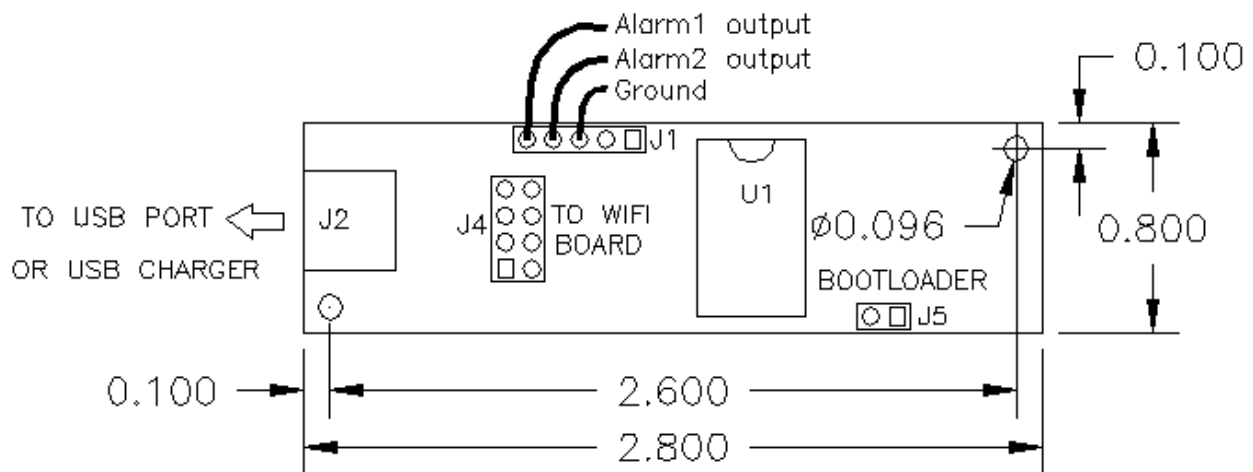 Alarm1 output
Alarm2 output
Ground
0.100
J1
U1
J2
J4
TO WIFI
BOARD
TO USB PORT
OR USB CHARGER
Ø0.096
0.800
BOOTLOADER
J5
0.100
2.600
2.800